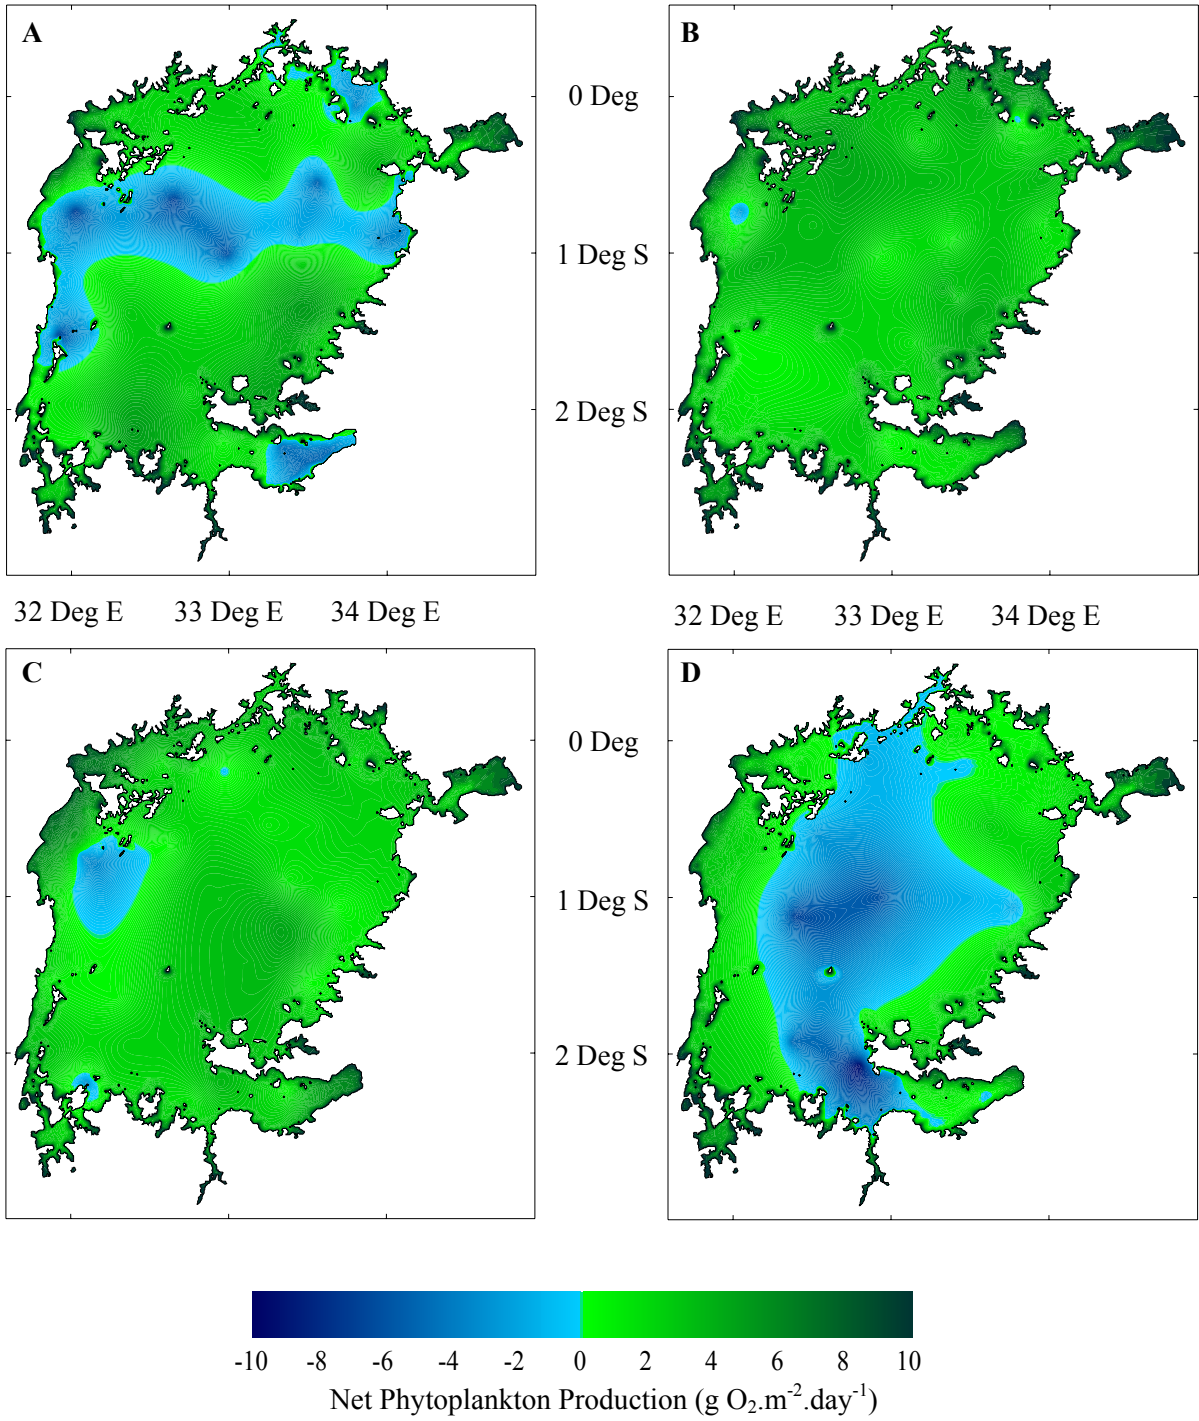 A
B
0 Deg
1 Deg S
2 Deg S
32 Deg E 33 Deg E 34 Deg E
32 Deg E 33 Deg E 34 Deg E
C
D
0 Deg
1 Deg S
2 Deg S
-10 -8 -6 -4 -2 0 2 4 6 8 10
Net Phytoplankton Production (g O₂.m⁻².day⁻¹)